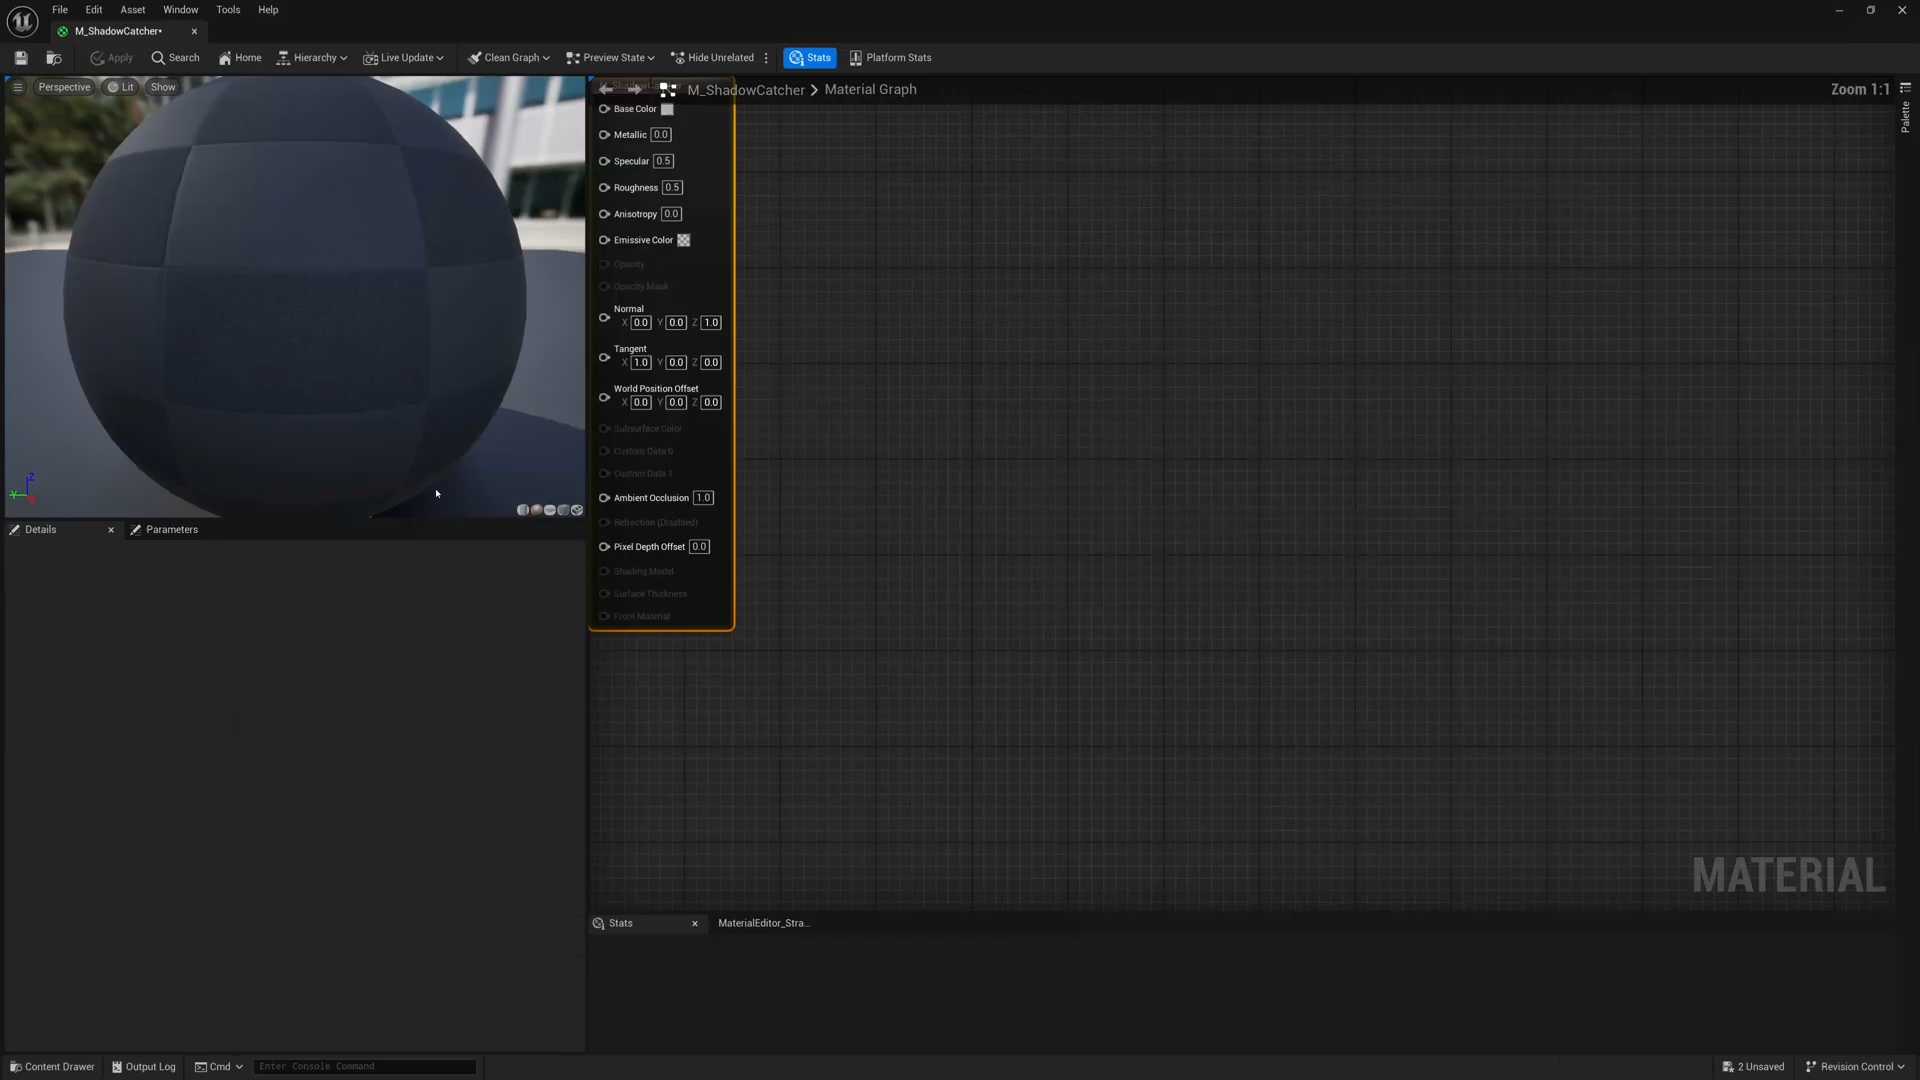 File Edit Asset Window Tools Help
M_ShadowCatcher*
Apply Search Home Hierarchy Live Update Clean Graph Preview State Hide Unrelated Stats Platform Stats
Perspective Lit Show
M_ShadowCatcher > Material Graph
Zoom 1:1
Palette
Base Color
Metallic 0.0
Specular 0.5
Roughness 0.5
Anisotropy 0.0
Emissive Color
Opacity
Opacity Mask
Normal
X 0.0 Y 0.0 Z 1.0
Tangent
X 1.0 Y 0.0 Z 0.0
World Position Offset
X 0.0 Y 0.0 Z 0.0
Subsurface Color
Custom Data 0
Custom Data 1
Ambient Occlusion 1.0
Refraction (Disabled)
Pixel Depth Offset 0.0
Shading Model
Surface Thickness
Front Material
Z
Y
Details Parameters
MATERIAL
Stats MaterialEditor_Stra...
Content Drawer Output Log Cmd Enter Console Command 2 Unsaved Revision Control